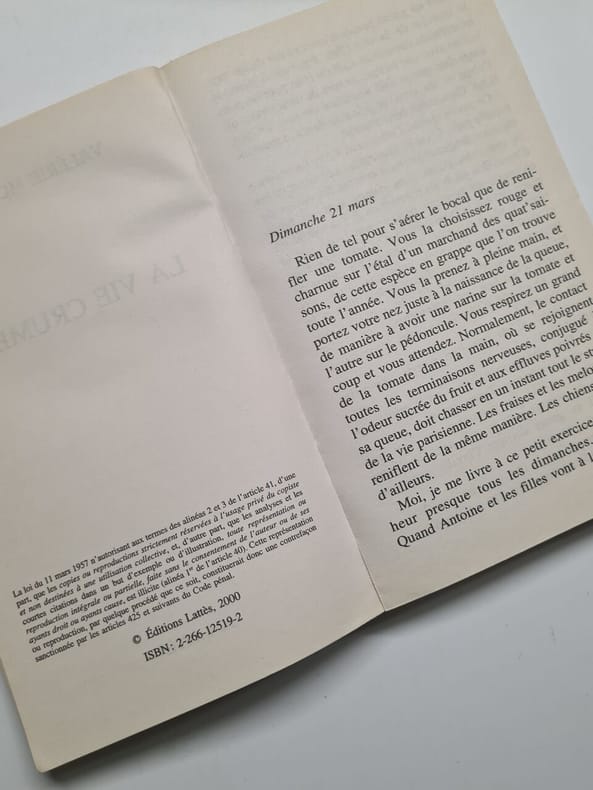 La loi du 11 mars 1957 n'autorisant aux termes des alinéas 2 et 3 de l'article 41, d'une
part, que les copies ou reproductions strictement réservées à l'usage privé du copiste
et non destinées à une utilisation collective, et, d'autre part, que les analyses et les
courtes citations dans un but d'exemple ou d'illustration, toute représentation ou
reproduction intégrale ou partielle, faite sans le consentement de l'auteur ou de ses
ayants droit ou ayants cause, est illicite (alinéa 1er de l'article 40). Cette représentation
ou reproduction, par quelque procédé que ce soit, constituerait donc une contrefaçon
sanctionnée par les articles 425 et suivants du Code pénal.
© Éditions Lattès, 2000
ISBN : 2-266-12519-2
Dimanche 21 mars
Rien de tel pour s'aérer le bocal que de reni-
fler une tomate. Vous la choisissez rouge et
charnue sur l'étal d'un marchand des quat' sai-
sons, de cette espèce en grappe que l'on trouve
toute l'année. Vous la prenez à pleine main, et
portez votre nez juste à la naissance de la queue,
de manière à avoir une narine sur la tomate et
l'autre sur le pédoncule. Vous respirez un grand
coup et vous attendez. Normalement, le contact
de la tomate dans la main, où se rejoignent
toutes les terminaisons nerveuses, conjugué
l'odeur sucrée du fruit et aux effluves poivrés
sa queue, doit chasser en un instant tout le
de la vie parisienne. Les fraises et les
reniflent de la même manière. Les chiens
d'ailleurs.
Moi, je me livre à ce petit exercice
heur presque tous les dimanches.
Quand Antoine et les filles vont à